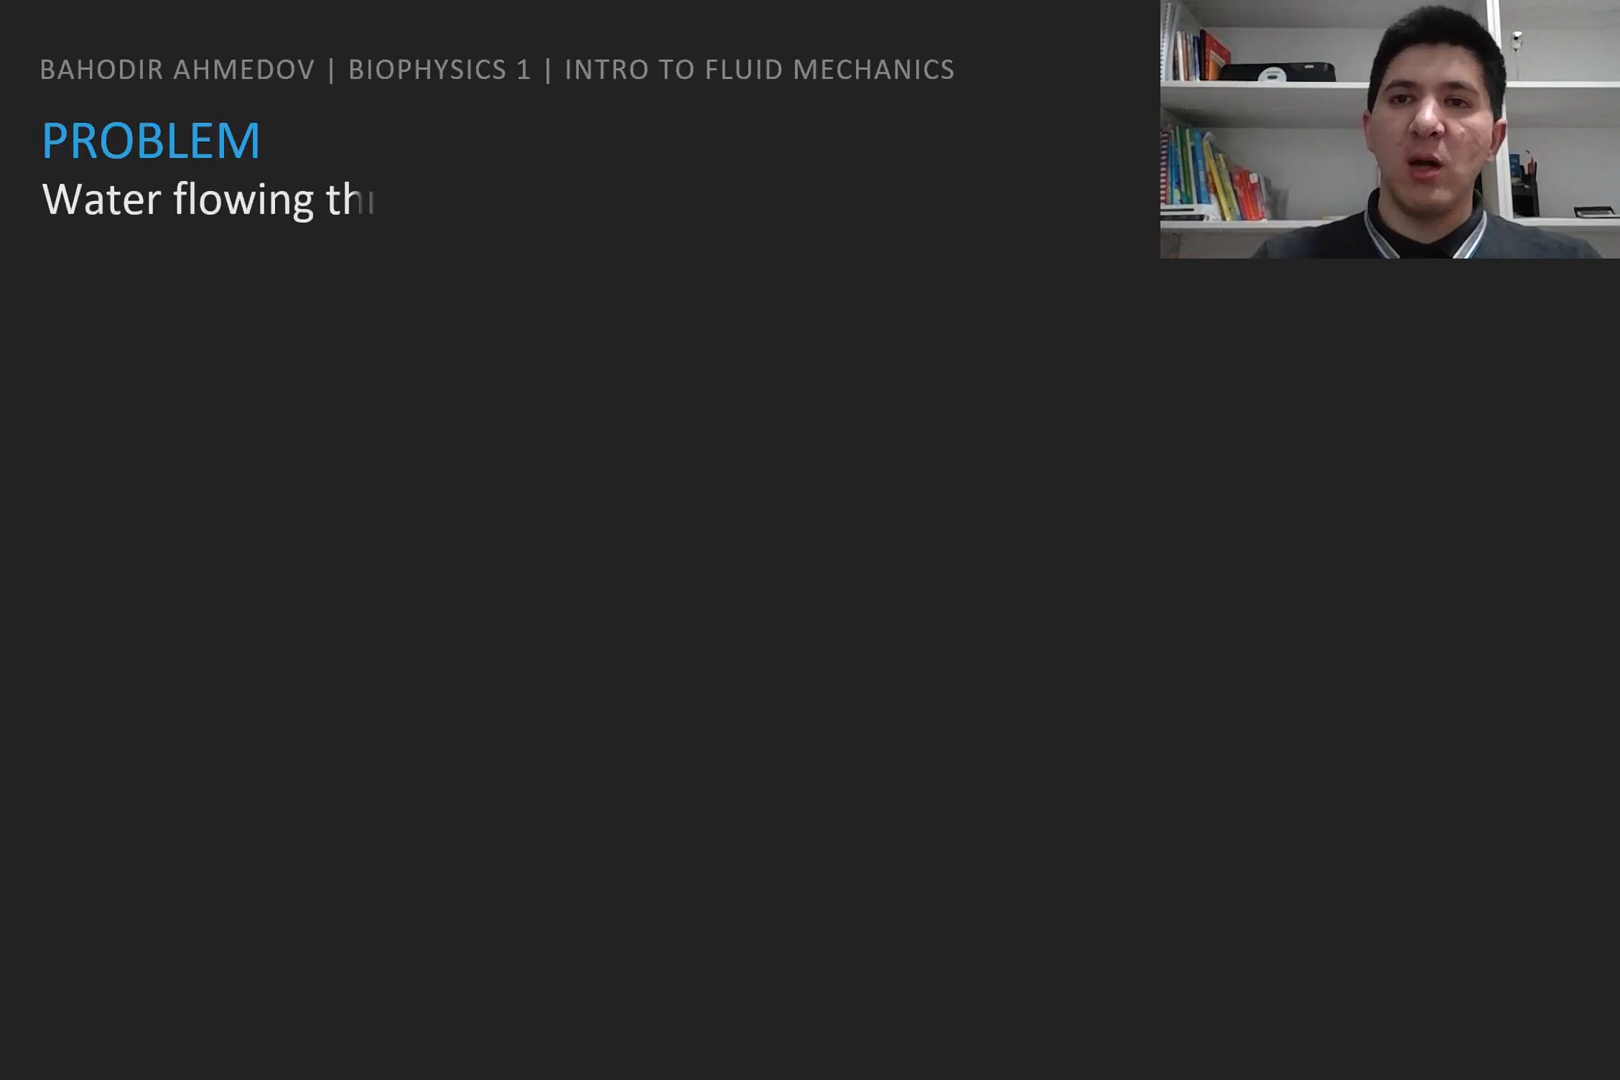 BAHODIR AHMEDOV | BIOPHYSICS 1 | INTRO TO FLUID MECHANICS
PROBLEM
Water flowing